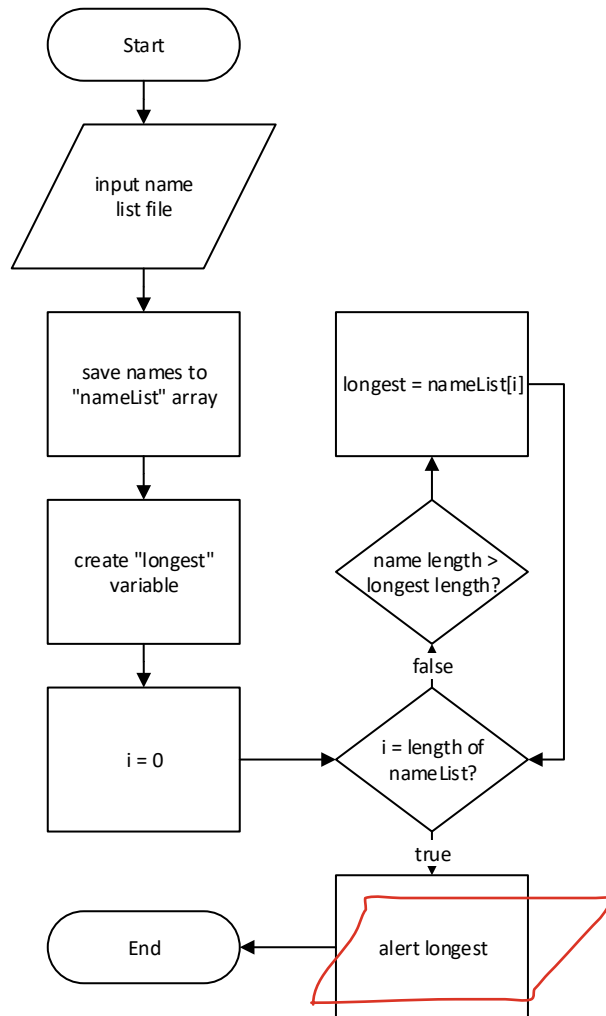 Start
input name
list file
save names to
"nameList" array
create "longest"
variable
i = 0
longest = nameList[i]
name length >
longest length?
false
i = length of
nameList?
true
alert longest
End